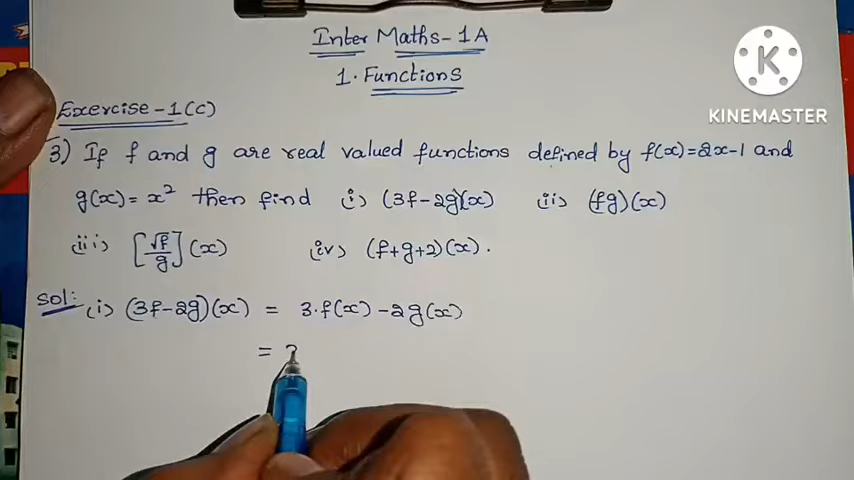 Inter Maths-1A
1. Functions
KINEMASTER
Exercise-1(c)
3) If f and g are real valued functions defined by f(x)=2x-1 and
g(x)= x² then find (i) (3f-2g)(x) (ii) (fg)(x)
(iii) [√f/g](x) (iv) (f+g+2)(x).
Sol: (i) (3f-2g)(x) = 3.f(x) -2g(x)
=